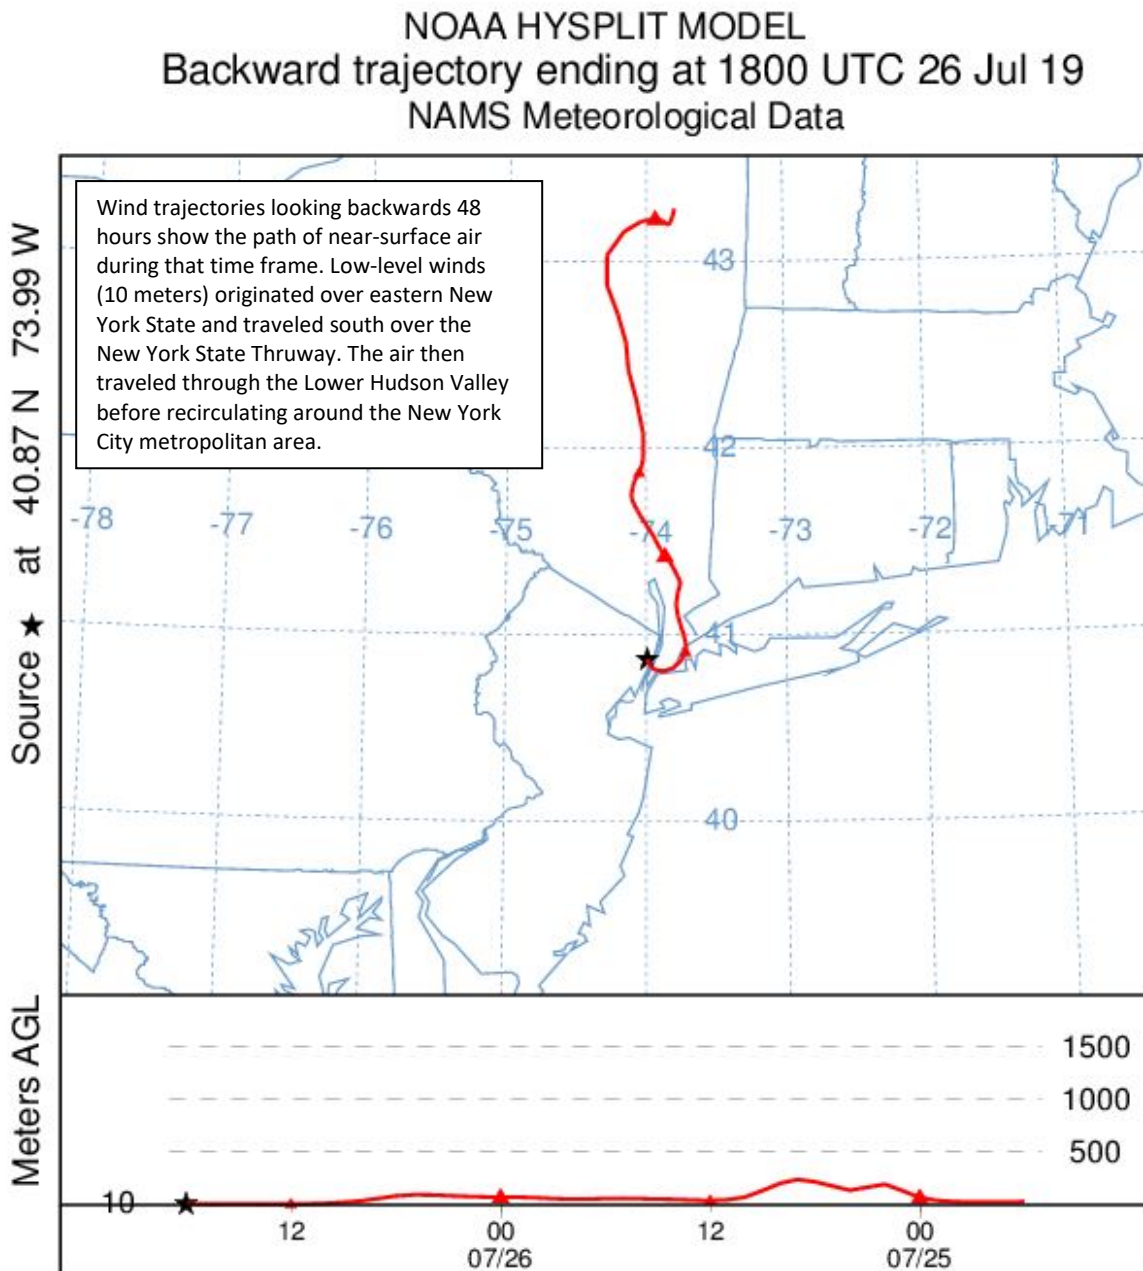 NOAA HYSPLIT MODEL
Backward trajectory ending at 1800 UTC 26 Jul 19
NAMS Meteorological Data
Source ★ at 40.87 N 73.99 W
Wind trajectories looking backwards 48
hours show the path of near-surface air
during that time frame. Low-level winds
(10 meters) originated over eastern New
York State and traveled south over the
New York State Thruway. The air then
traveled through the Lower Hudson Valley
before recirculating around the New York
City metropolitan area.
43
42
-78 -77 -76 -75 -74 -73 -72 -71
41
40
Meters AGL
1500
1000
500
10
12 00 12 00
07/26 07/25